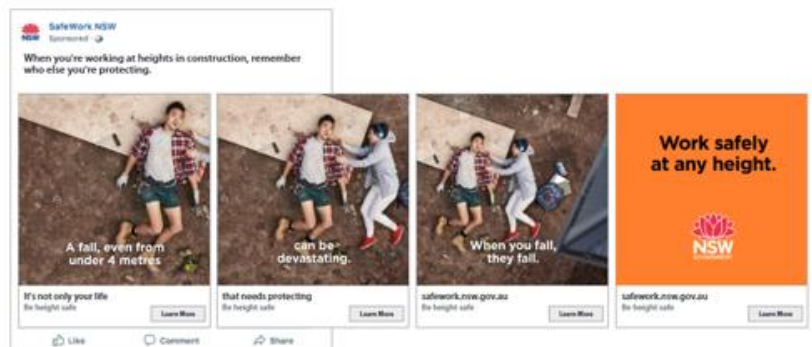 SafeWork NSW
Sponsored ·
When you're working at heights in construction, remember
who else you're protecting.
A fall, even from
under 4 metres
can be
devastating.
When you fall,
they fall.
Work safely
at any height.
NSW
GOVERNMENT
It's not only your life
Be height safe
Learn More
that needs protecting
Be height safe
Learn More
safework.nsw.gov.au
Be height safe
Learn More
safework.nsw.gov.au
Be height safe
Learn More
Like
Comment
Share